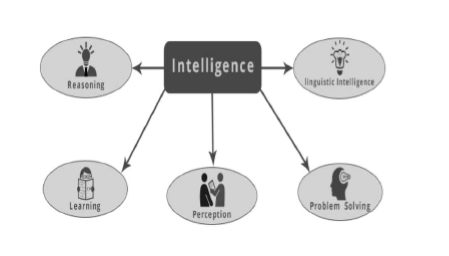 Intelligence
Reasoning
linguistic Intelligence
Learning
Perception
Problem Solving